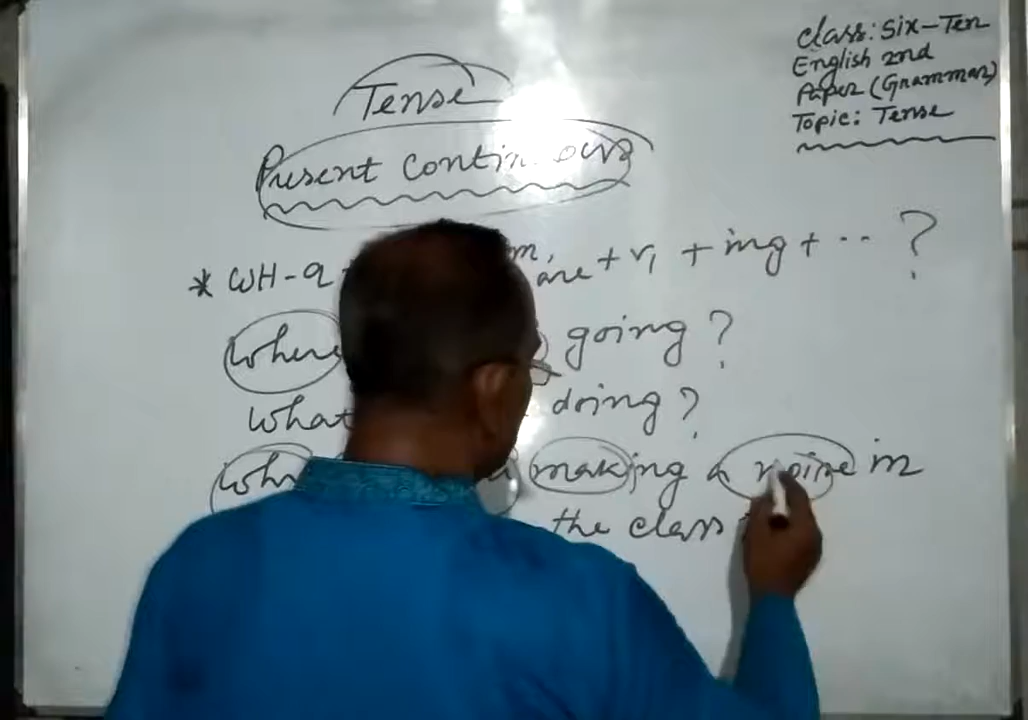 class: Six-Ten
English 2nd
Paper (Grammar)
Topic: Tense
Tense
Present Continuous
* WH-q + are + v1 + ing + .. ?
Where going ?
What doing ?
making a noise in
the class